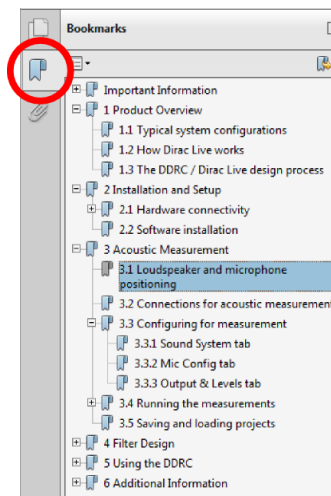 Bookmarks
Important Information
1 Product Overview
1.1 Typical system configurations
1.2 How Dirac Live works
1.3 The DDRC / Dirac Live design process
2 Installation and Setup
2.1 Hardware connectivity
2.2 Software installation
3 Acoustic Measurement
3.1 Loudspeaker and microphone
positioning
3.2 Connections for acoustic measurement
3.3 Configuring for measurement
3.3.1 Sound System tab
3.3.2 Mic Config tab
3.3.3 Output & Levels tab
3.4 Running the measurements
3.5 Saving and loading projects
4 Filter Design
5 Using the DDRC
6 Additional Information